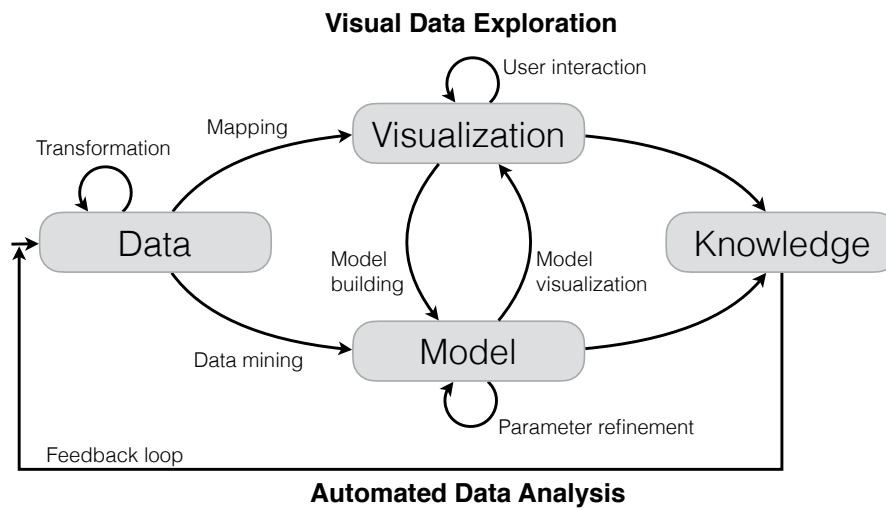 Visual Data Exploration
User interaction
Visualization
Mapping
Transformation
Data
Knowledge
Model
building
Model
visualization
Model
Data mining
Parameter refinement
Feedback loop
Automated Data Analysis